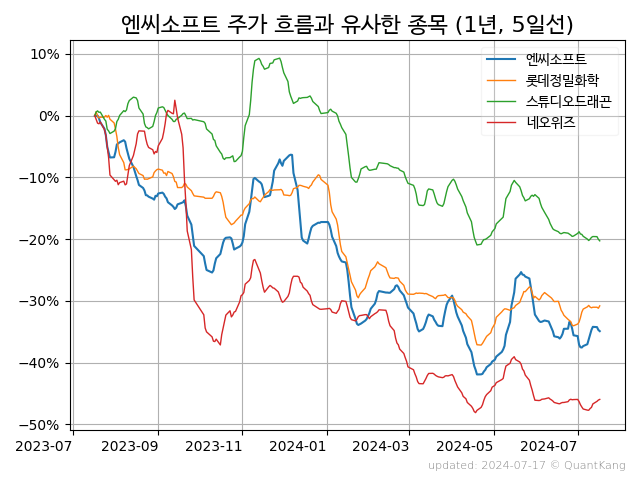 엔씨소프트 주가 흐름과 유사한 종목 (1년, 5일선)
엔씨소프트
롯데정밀화학
스튜디오드래곤
네오위즈
10%
0%
−10%
−20%
−30%
−40%
−50%
2023-07 2023-09 2023-11 2024-01 2024-03 2024-05 2024-07
updated: 2024-07-17 © QuantKang